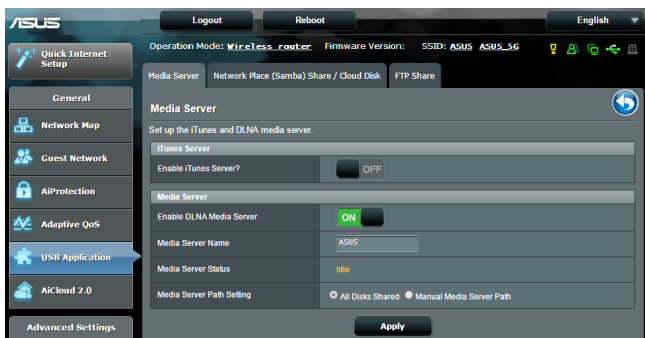 ASUS
Logout
Reboot
English
Quick Internet Setup
Operation Mode: Wireless router Firmware Version: SSID: ASUS ASUS_5G
Media Server
Network Place (Samba) Share / Cloud Disk
FTP Share
General
Network Map
Guest Network
AiProtection
Adaptive QoS
USB Application
AiCloud 2.0
Advanced Settings
Media Server
Set up the iTunes and DLNA media server.
iTunes Server
Enable iTunes Server?
OFF
Media Server
Enable DLNA Media Server
ON
Media Server Name
ASUS
Media Server Status
Idle
Media Server Path Setting
All Disks Shared
Manual Media Server Path
Apply